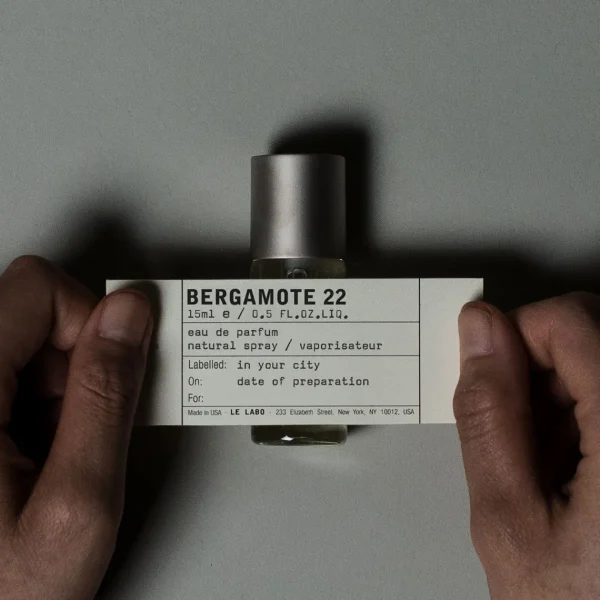 BERGAMOTE 22
15ml e / 0.5 FL.OZ.LIQ.
eau de parfum
natural spray / vaporisateur
Labelled: in your city
On: date of preparation
For:
Made in USA · LE LABO · 233 Elizabeth Street, New York, NY 10012, USA